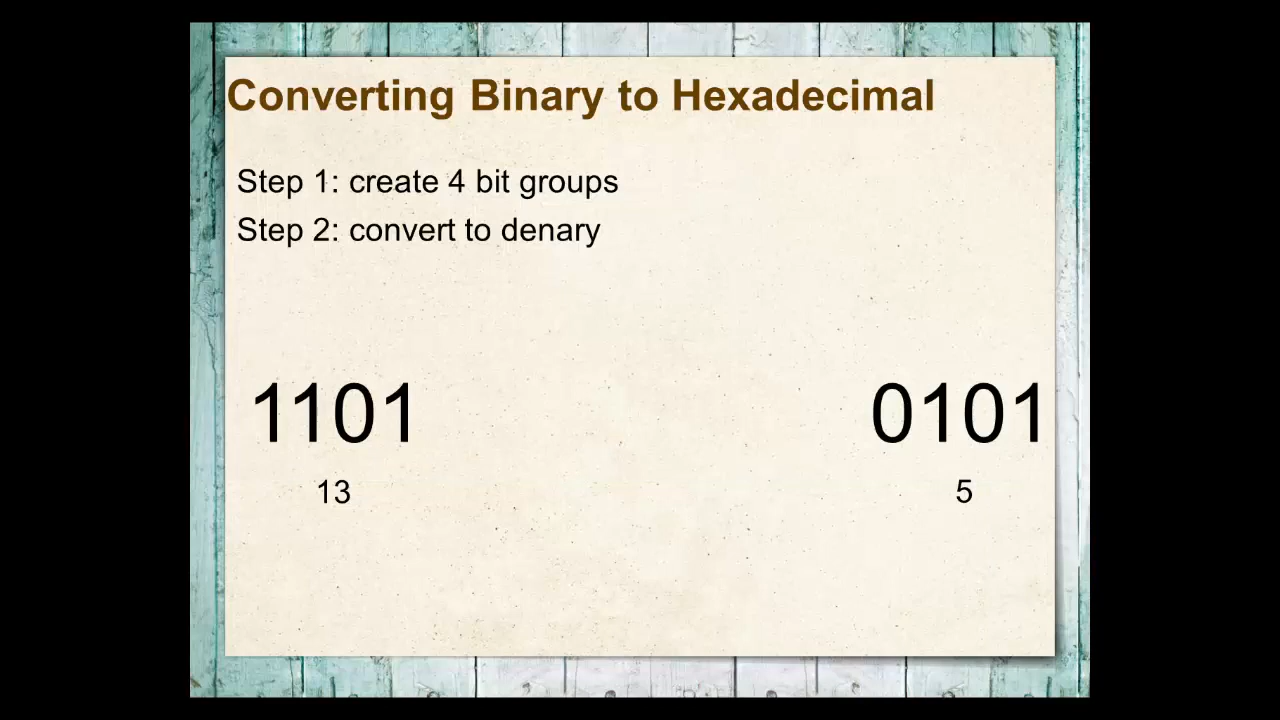 Converting Binary to Hexadecimal
Step 1: create 4 bit groups
Step 2: convert to denary
1101 0101
13 5